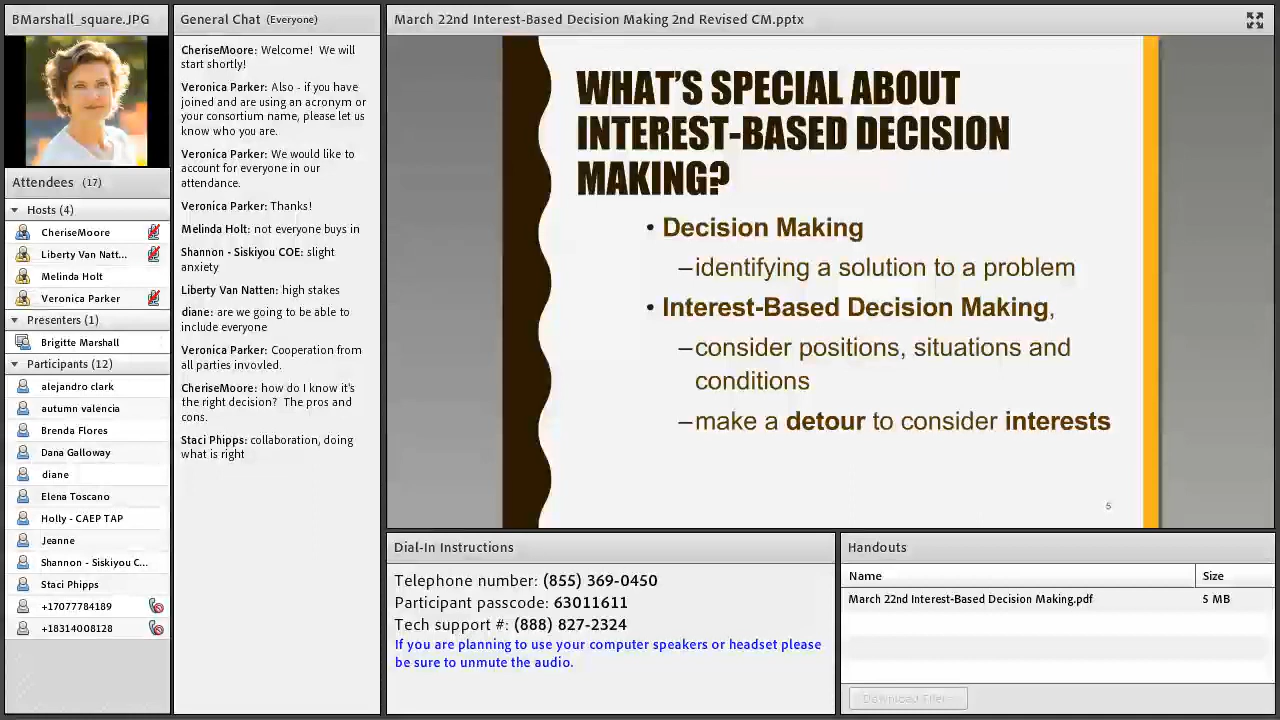 BMarshall_square.JPG
Attendees (17)
Hosts (4)
CheriseMoore
Liberty Van Natt...
Melinda Holt
Veronica Parker
Presenters (1)
Brigitte Marshall
Participants (12)
alejandro clark
autumn valencia
Brenda Flores
Dana Galloway
diane
Elena Toscano
Holly - CAEP TAP
Jeanne
Shannon - Siskiyou C...
Staci Phipps
+17077784189
+18314008128
General Chat (Everyone)
CheriseMoore: Welcome! We will
start shortly!
Veronica Parker: Also - if you have
joined and are using an acronym or
your consortium name, please let us
know who you are.
Veronica Parker: We would like to
account for everyone in our
attendance.
Veronica Parker: Thanks!
Melinda Holt: not everyone buys in
Shannon - Siskiyou COE: slight
anxiety
Liberty Van Natten: high stakes
diane: are we going to be able to
include everyone
Veronica Parker: Cooperation from
all parties invovled.
CheriseMoore: how do I know it's
the right decision? The pros and
cons.
Staci Phipps: collaboration, doing
what is right
March 22nd Interest-Based Decision Making 2nd Revised CM.pptx
WHAT'S SPECIAL ABOUT
INTEREST-BASED DECISION
MAKING?
• Decision Making
–identifying a solution to a problem
• Interest-Based Decision Making,
–consider positions, situations and
conditions
–make a detour to consider interests
5
Dial-In Instructions
Telephone number: (855) 369-0450
Participant passcode: 63011611
Tech support #: (888) 827-2324
If you are planning to use your computer speakers or headset please
be sure to unmute the audio.
Handouts
Name Size
March 22nd Interest-Based Decision Making.pdf 5 MB
Download File